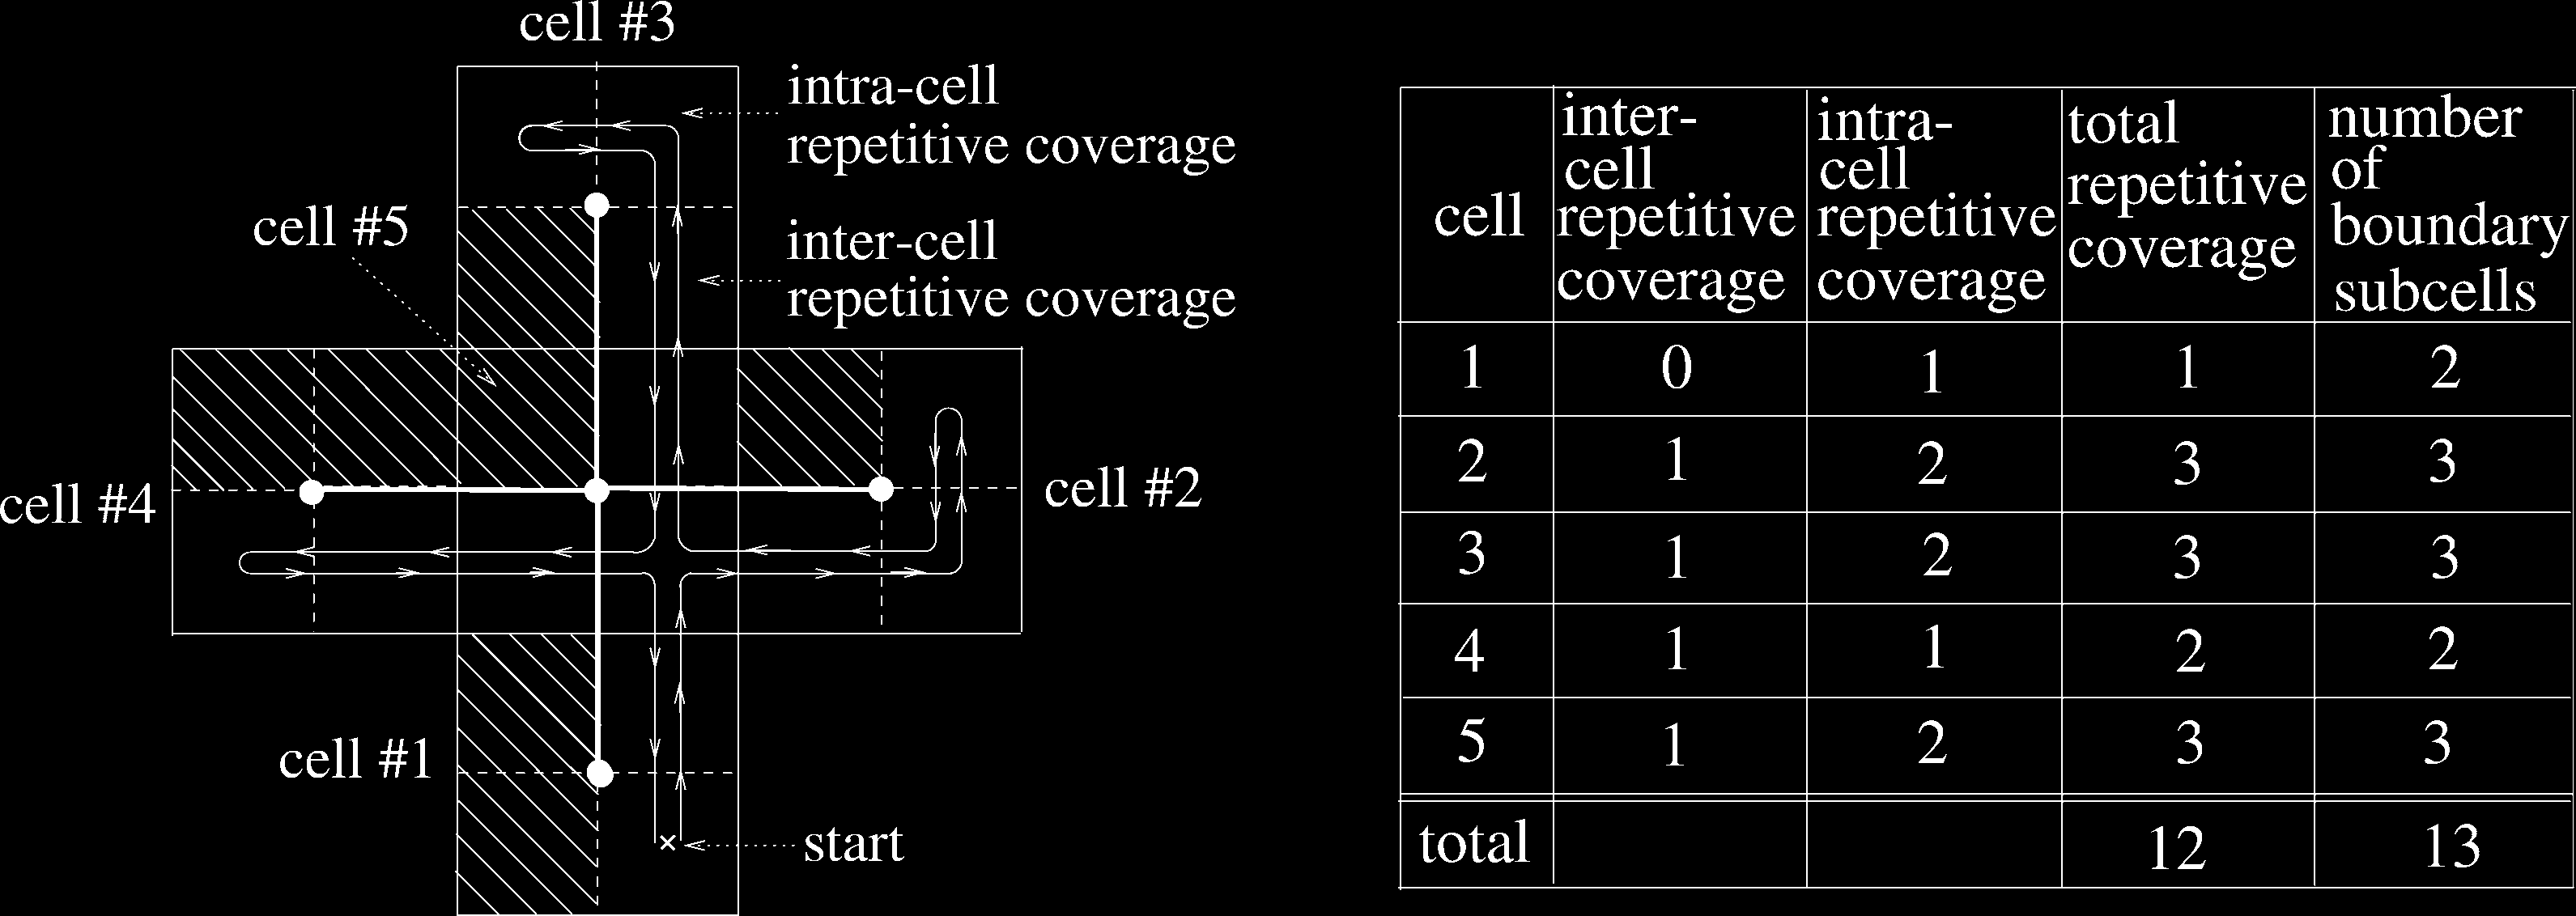 cell #3
intra-cell
repetitive coverage
cell #5
inter-cell
repetitive coverage
cell #4
cell #2
cell #1
× start
cell
inter-
cell
repetitive
coverage
intra-
cell
repetitive
coverage
total
repetitive
coverage
number
of
boundary
subcells
1 0 1 1 2
2 1 2 3 3
3 1 2 3 3
4 1 1 2 2
5 1 2 3 3
total 12 13